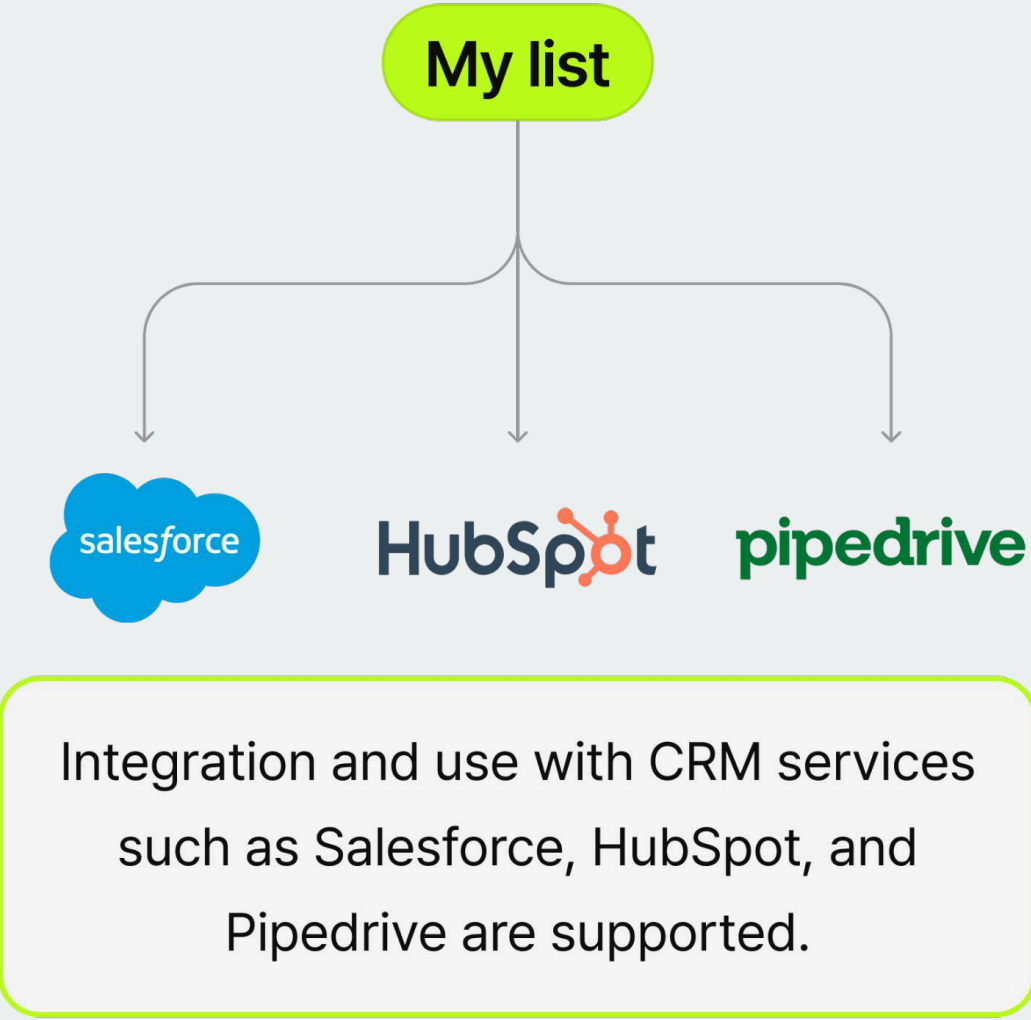 My list
salesforce
HubSpot
pipedrive
Integration and use with CRM services
such as Salesforce, HubSpot, and
Pipedrive are supported.